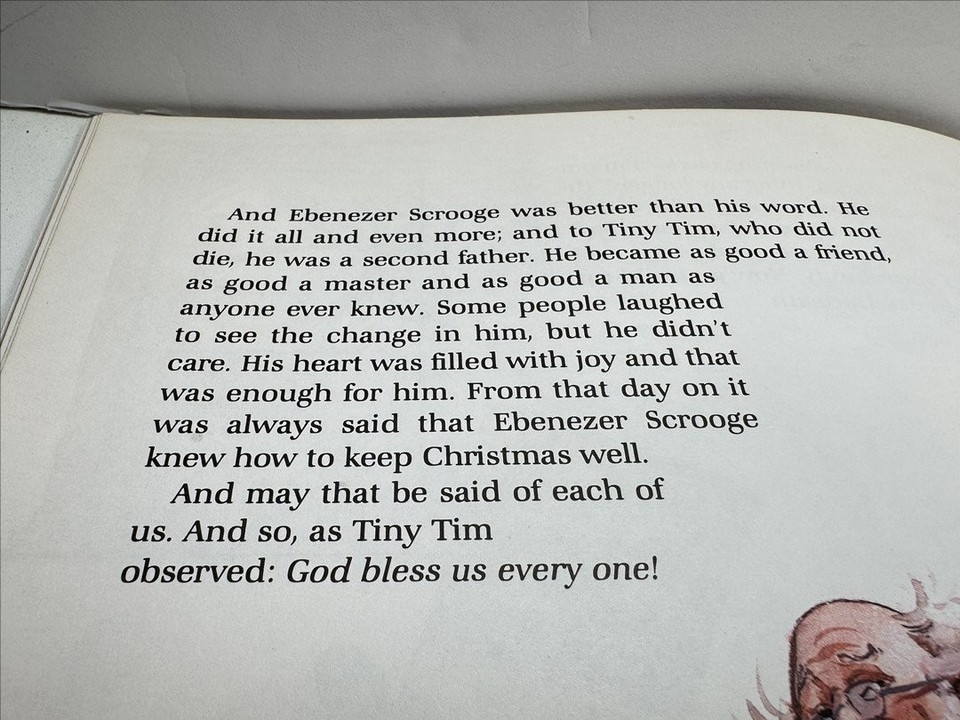 And Ebenezer Scrooge was better than his word. He
did it all and even more; and to Tiny Tim, who did not
die, he was a second father. He became as good a friend,
as good a master and as good a man as
anyone ever knew. Some people laughed
to see the change in him, but he didn't
care. His heart was filled with joy and that
was enough for him. From that day on it
was always said that Ebenezer Scrooge
knew how to keep Christmas well.
And may that be said of each of
us. And so, as Tiny Tim
observed: God bless us every one!